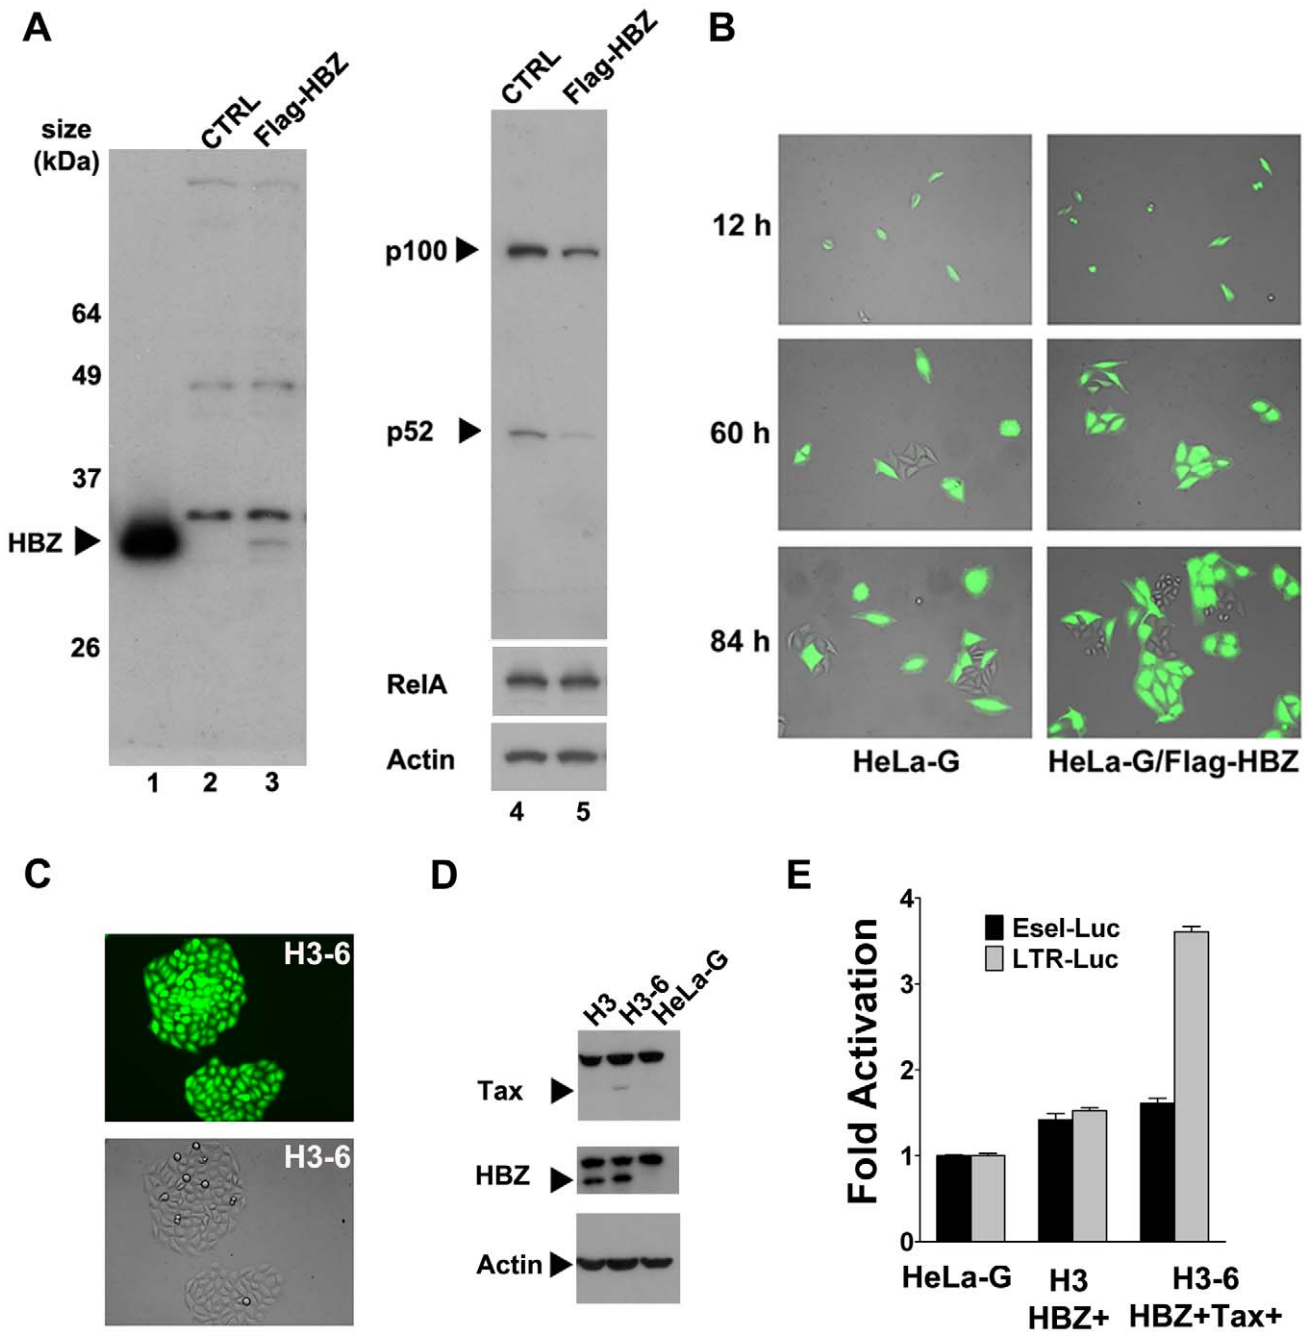 A
size
(kDa)
CTRL
Flag-HBZ
64
49
37
HBZ
26
1 2 3
CTRL
Flag-HBZ
p100
p52
RelA
Actin
4 5
B
12 h
60 h
84 h
HeLa-G HeLa-G/Flag-HBZ
C
H3-6
H3-6
D
H3
H3-6
HeLa-G
Tax
HBZ
Actin
E
Fold Activation
4
3
2
1
0
Esel-Luc
LTR-Luc
HeLa-G H3 H3-6
HBZ+ HBZ+Tax+